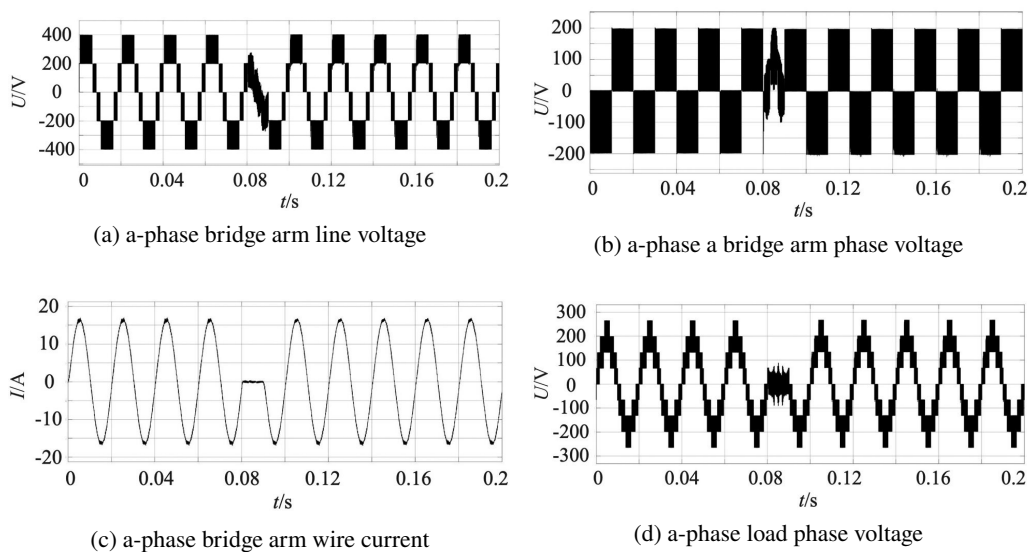 400
200
0
-200
-400
U/V
0 0.04 0.08 0.12 0.16 0.2
t/s
(a) a-phase bridge arm line voltage
200
100
0
-100
-200
U/V
0 0.04 0.08 0.12 0.16 0.2
t/s
(b) a-phase a bridge arm phase voltage
20
10
0
-10
-20
I/A
0 0.04 0.08 0.12 0.16 0.2
t/s
(c) a-phase bridge arm wire current
300
200
100
0
-100
-200
-300
U/V
0 0.04 0.08 0.12 0.16 0.2
t/s
(d) a-phase load phase voltage